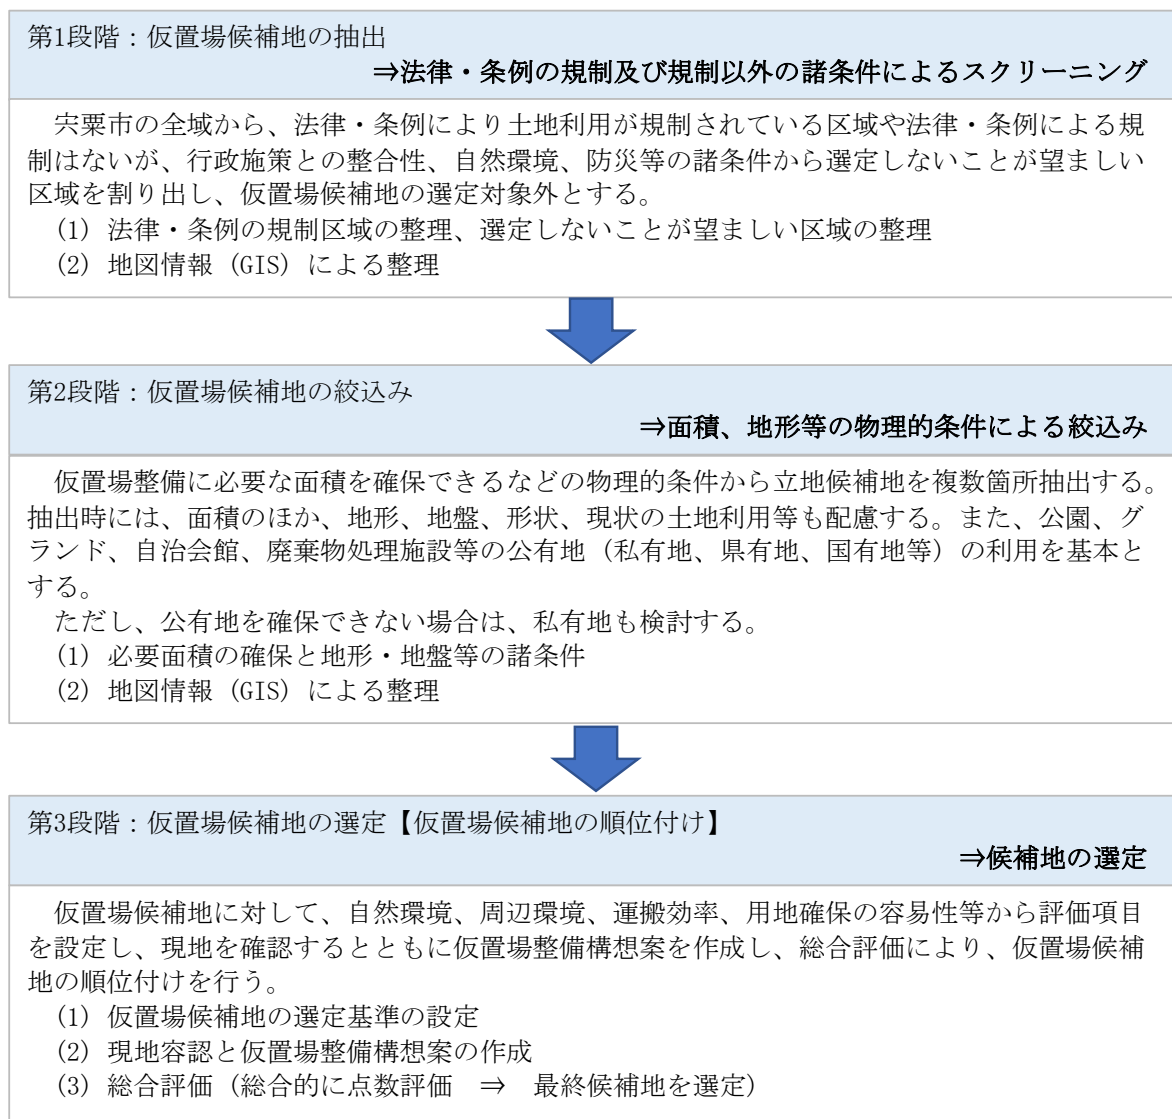 第1段階：仮置場候補地の抽出
⇒法律・条例の規制及び規制以外の諸条件によるスクリーニング
宍粟市の全域から、法律・条例により土地利用が規制されている区域や法律・条例による規
制はないが、行政施策との整合性、自然環境、防災等の諸条件から選定しないことが望ましい
区域を割り出し、仮置場候補地の選定対象外とする。
(1) 法律・条例の規制区域の整理、選定しないことが望ましい区域の整理
(2) 地図情報（GIS）による整理
第2段階：仮置場候補地の絞込み
⇒面積、地形等の物理的条件による絞込み
仮置場整備に必要な面積を確保できるなどの物理的条件から立地候補地を複数箇所抽出する。
抽出時には、面積のほか、地形、地盤、形状、現状の土地利用等も配慮する。また、公園、グ
ランド、自治会館、廃棄物処理施設等の公有地（私有地、県有地、国有地等）の利用を基本と
する。
ただし、公有地を確保できない場合は、私有地も検討する。
(1) 必要面積の確保と地形・地盤等の諸条件
(2) 地図情報（GIS）による整理
第3段階：仮置場候補地の選定【仮置場候補地の順位付け】
⇒候補地の選定
仮置場候補地に対して、自然環境、周辺環境、運搬効率、用地確保の容易性等から評価項目
を設定し、現地を確認するとともに仮置場整備構想案を作成し、総合評価により、仮置場候補
地の順位付けを行う。
(1) 仮置場候補地の選定基準の設定
(2) 現地容認と仮置場整備構想案の作成
(3) 総合評価（総合的に点数評価　⇒　最終候補地を選定）